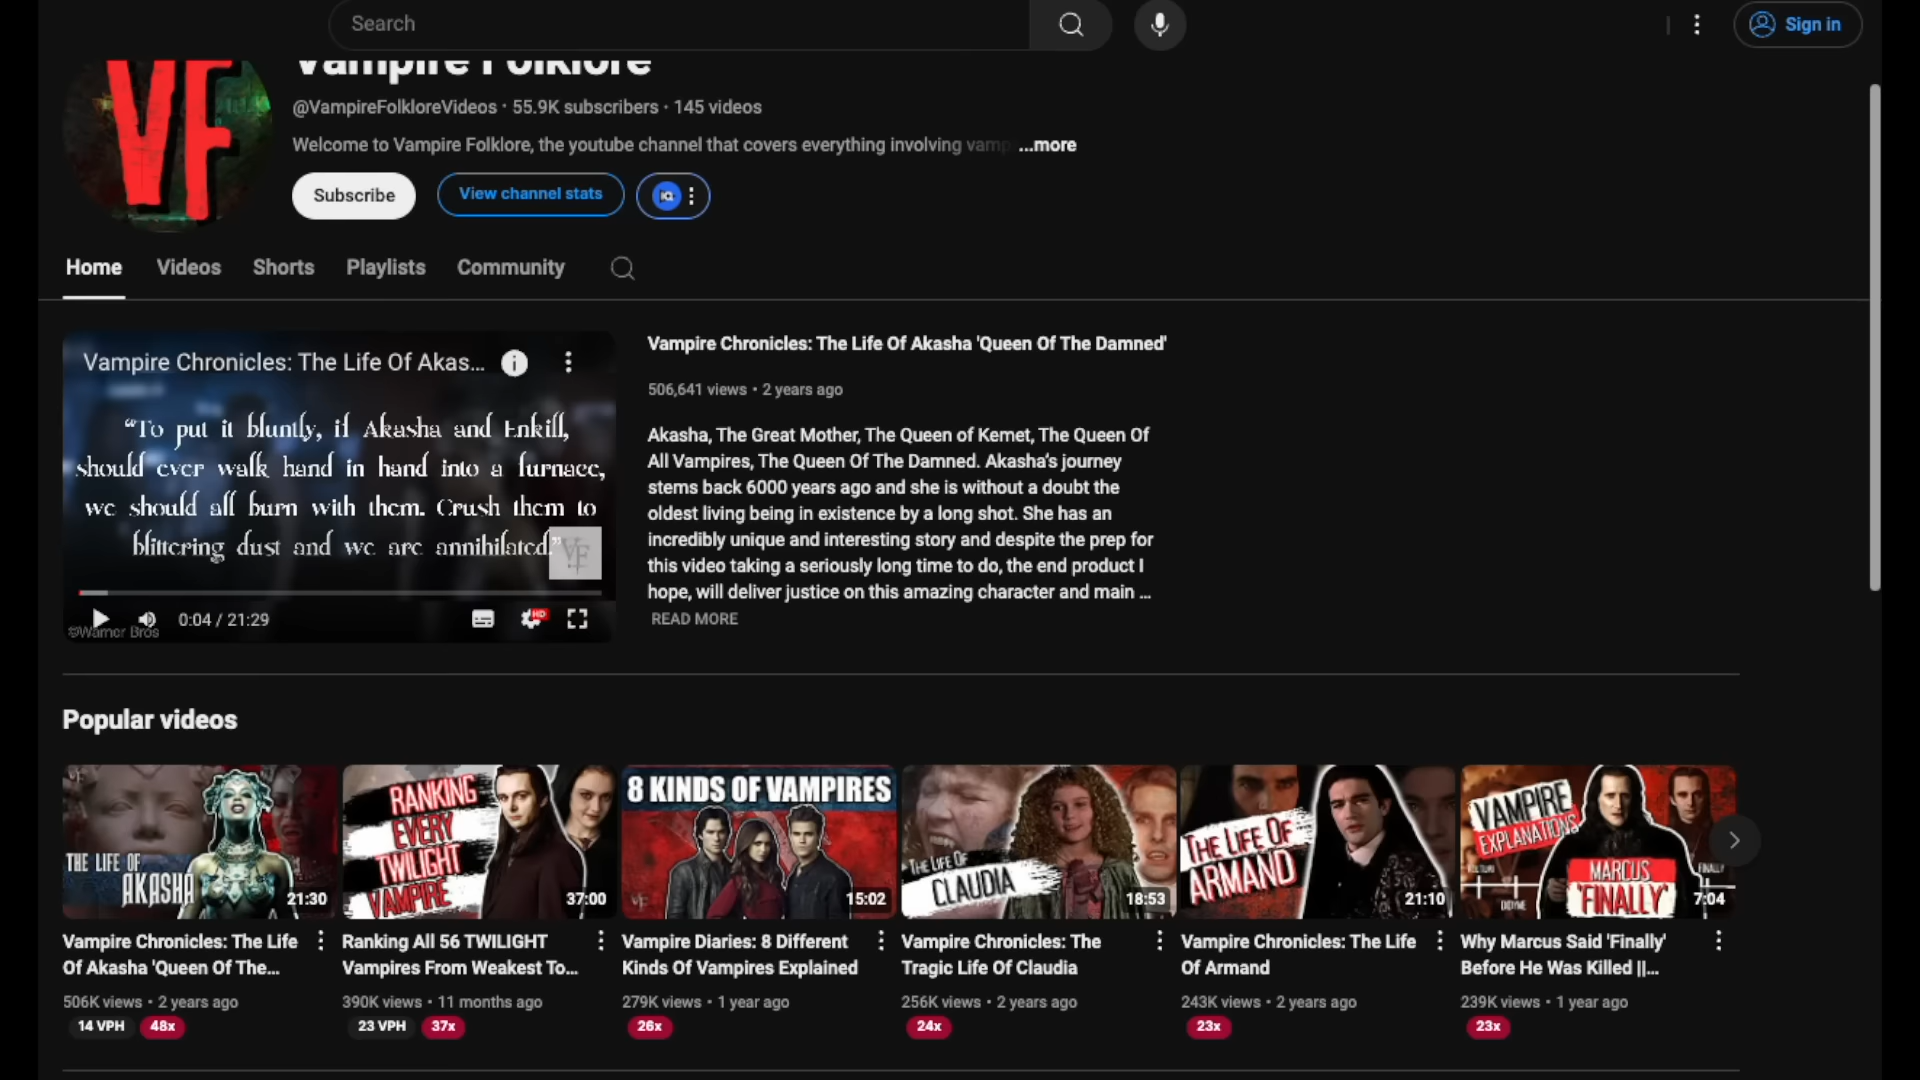 Search
Sign in
Vampire Folklore
VF
@VampireFolkloreVideos · 55.9K subscribers · 145 videos
Welcome to Vampire Folklore, the youtube channel that covers everything involving vamp ...more
Subscribe
View channel stats
Home
Videos
Shorts
Playlists
Community
Vampire Chronicles: The Life Of Akas...
“To put it bluntly, if Akasha and Enkill,
should ever walk hand in hand into a furnace,
we should all burn with them. Crush them to
blittering dust and we are annihilated.”
VF
0:04 / 21:29
HD
©Warner Bros
Vampire Chronicles: The Life Of Akasha 'Queen Of The Damned'
506,641 views · 2 years ago
Akasha, The Great Mother, The Queen of Kemet, The Queen Of
All Vampires, The Queen Of The Damned. Akasha’s journey
stems back 6000 years ago and she is without a doubt the
oldest living being in existence by a long shot. She has an
incredibly unique and interesting story and despite the prep for
this video taking a seriously long time to do, the end product I
hope, will deliver justice on this amazing character and main ...
READ MORE
Popular videos
THE LIFE OF
AKASHA
21:30
Vampire Chronicles: The Life
Of Akasha 'Queen Of The...
506K views · 2 years ago
14 VPH
48x
RANKING
EVERY
TWILIGHT
VAMPIRE
37:00
Ranking All 56 TWILIGHT
Vampires From Weakest To...
390K views · 11 months ago
23 VPH
37x
8 KINDS OF VAMPIRES
15:02
Vampire Diaries: 8 Different
Kinds Of Vampires Explained
279K views · 1 year ago
26x
THE LIFE OF
CLAUDIA
18:53
Vampire Chronicles: The
Tragic Life Of Claudia
256K views · 2 years ago
24x
THE LIFE OF
ARMAND
21:10
Vampire Chronicles: The Life
Of Armand
243K views · 2 years ago
23x
VAMPIRE
EXPLANATIONS
MARCUS
'FINALLY'
7:04
Why Marcus Said 'Finally'
Before He Was Killed ||...
239K views · 1 year ago
23x